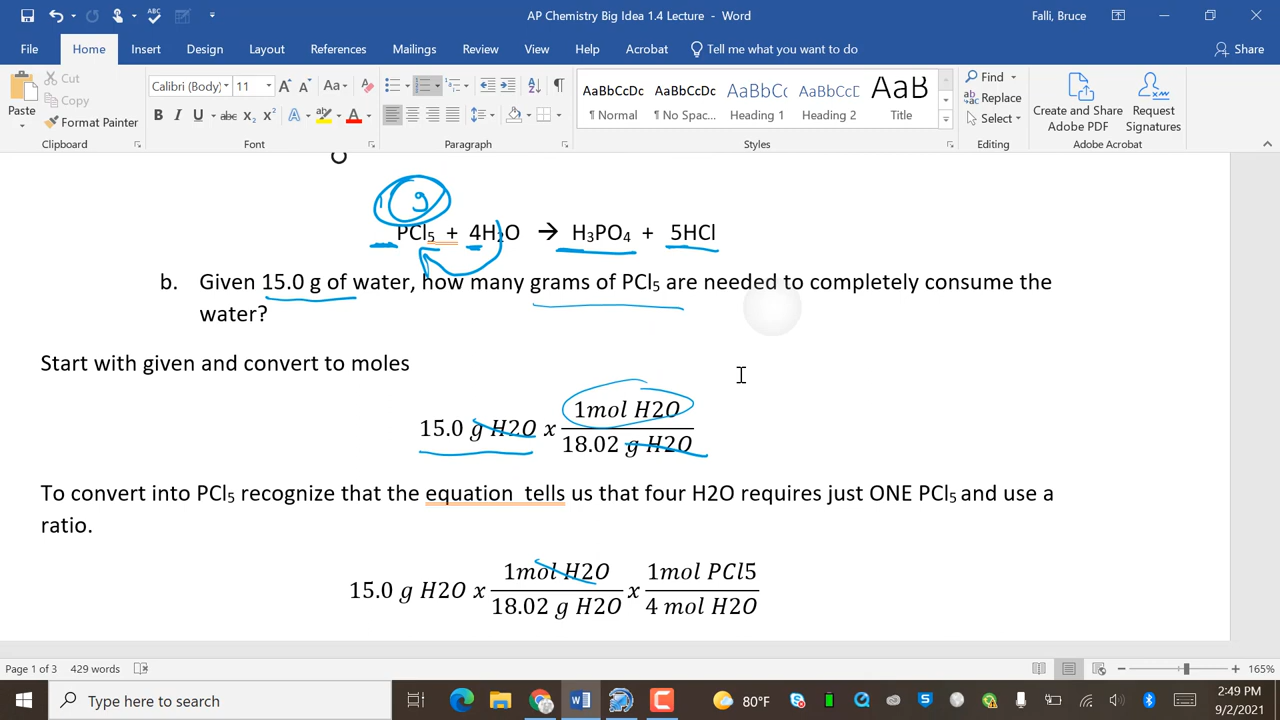 AP Chemistry Big Idea 1.4 Lecture - Word
Falli, Bruce
File Home Insert Design Layout References Mailings Review View Help Acrobat Tell me what you want to do Share
Paste
Cut
Copy
Format Painter
Clipboard
Calibri (Body) 11 A A Aa A
B I U abc x₂ x² A ab A
Font
Paragraph
AaBbCcDc AaBbCcDc AaBbCc AaBbCcD AaB
¶ Normal ¶ No Spac... Heading 1 Heading 2 Title
Styles
Find
Replace
Select
Editing
Create and Share
Adobe PDF
Request
Signatures
Adobe Acrobat
g
PCl₅ + 4H₂O → H₃PO₄ + 5HCl
b. Given 15.0 g of water, how many grams of PCl₅ are needed to completely consume the
water?
Start with given and convert to moles
15.0 g H2O x 1mol H2O / 18.02 g H2O
To convert into PCl₅ recognize that the equation tells us that four H2O requires just ONE PCl₅ and use a
ratio.
15.0 g H2O x 1mol H2O / 18.02 g H2O x 1mol PCl5 / 4 mol H2O
Page 1 of 3 429 words 165%
Type here to search
80°F
2:49 PM
9/2/2021